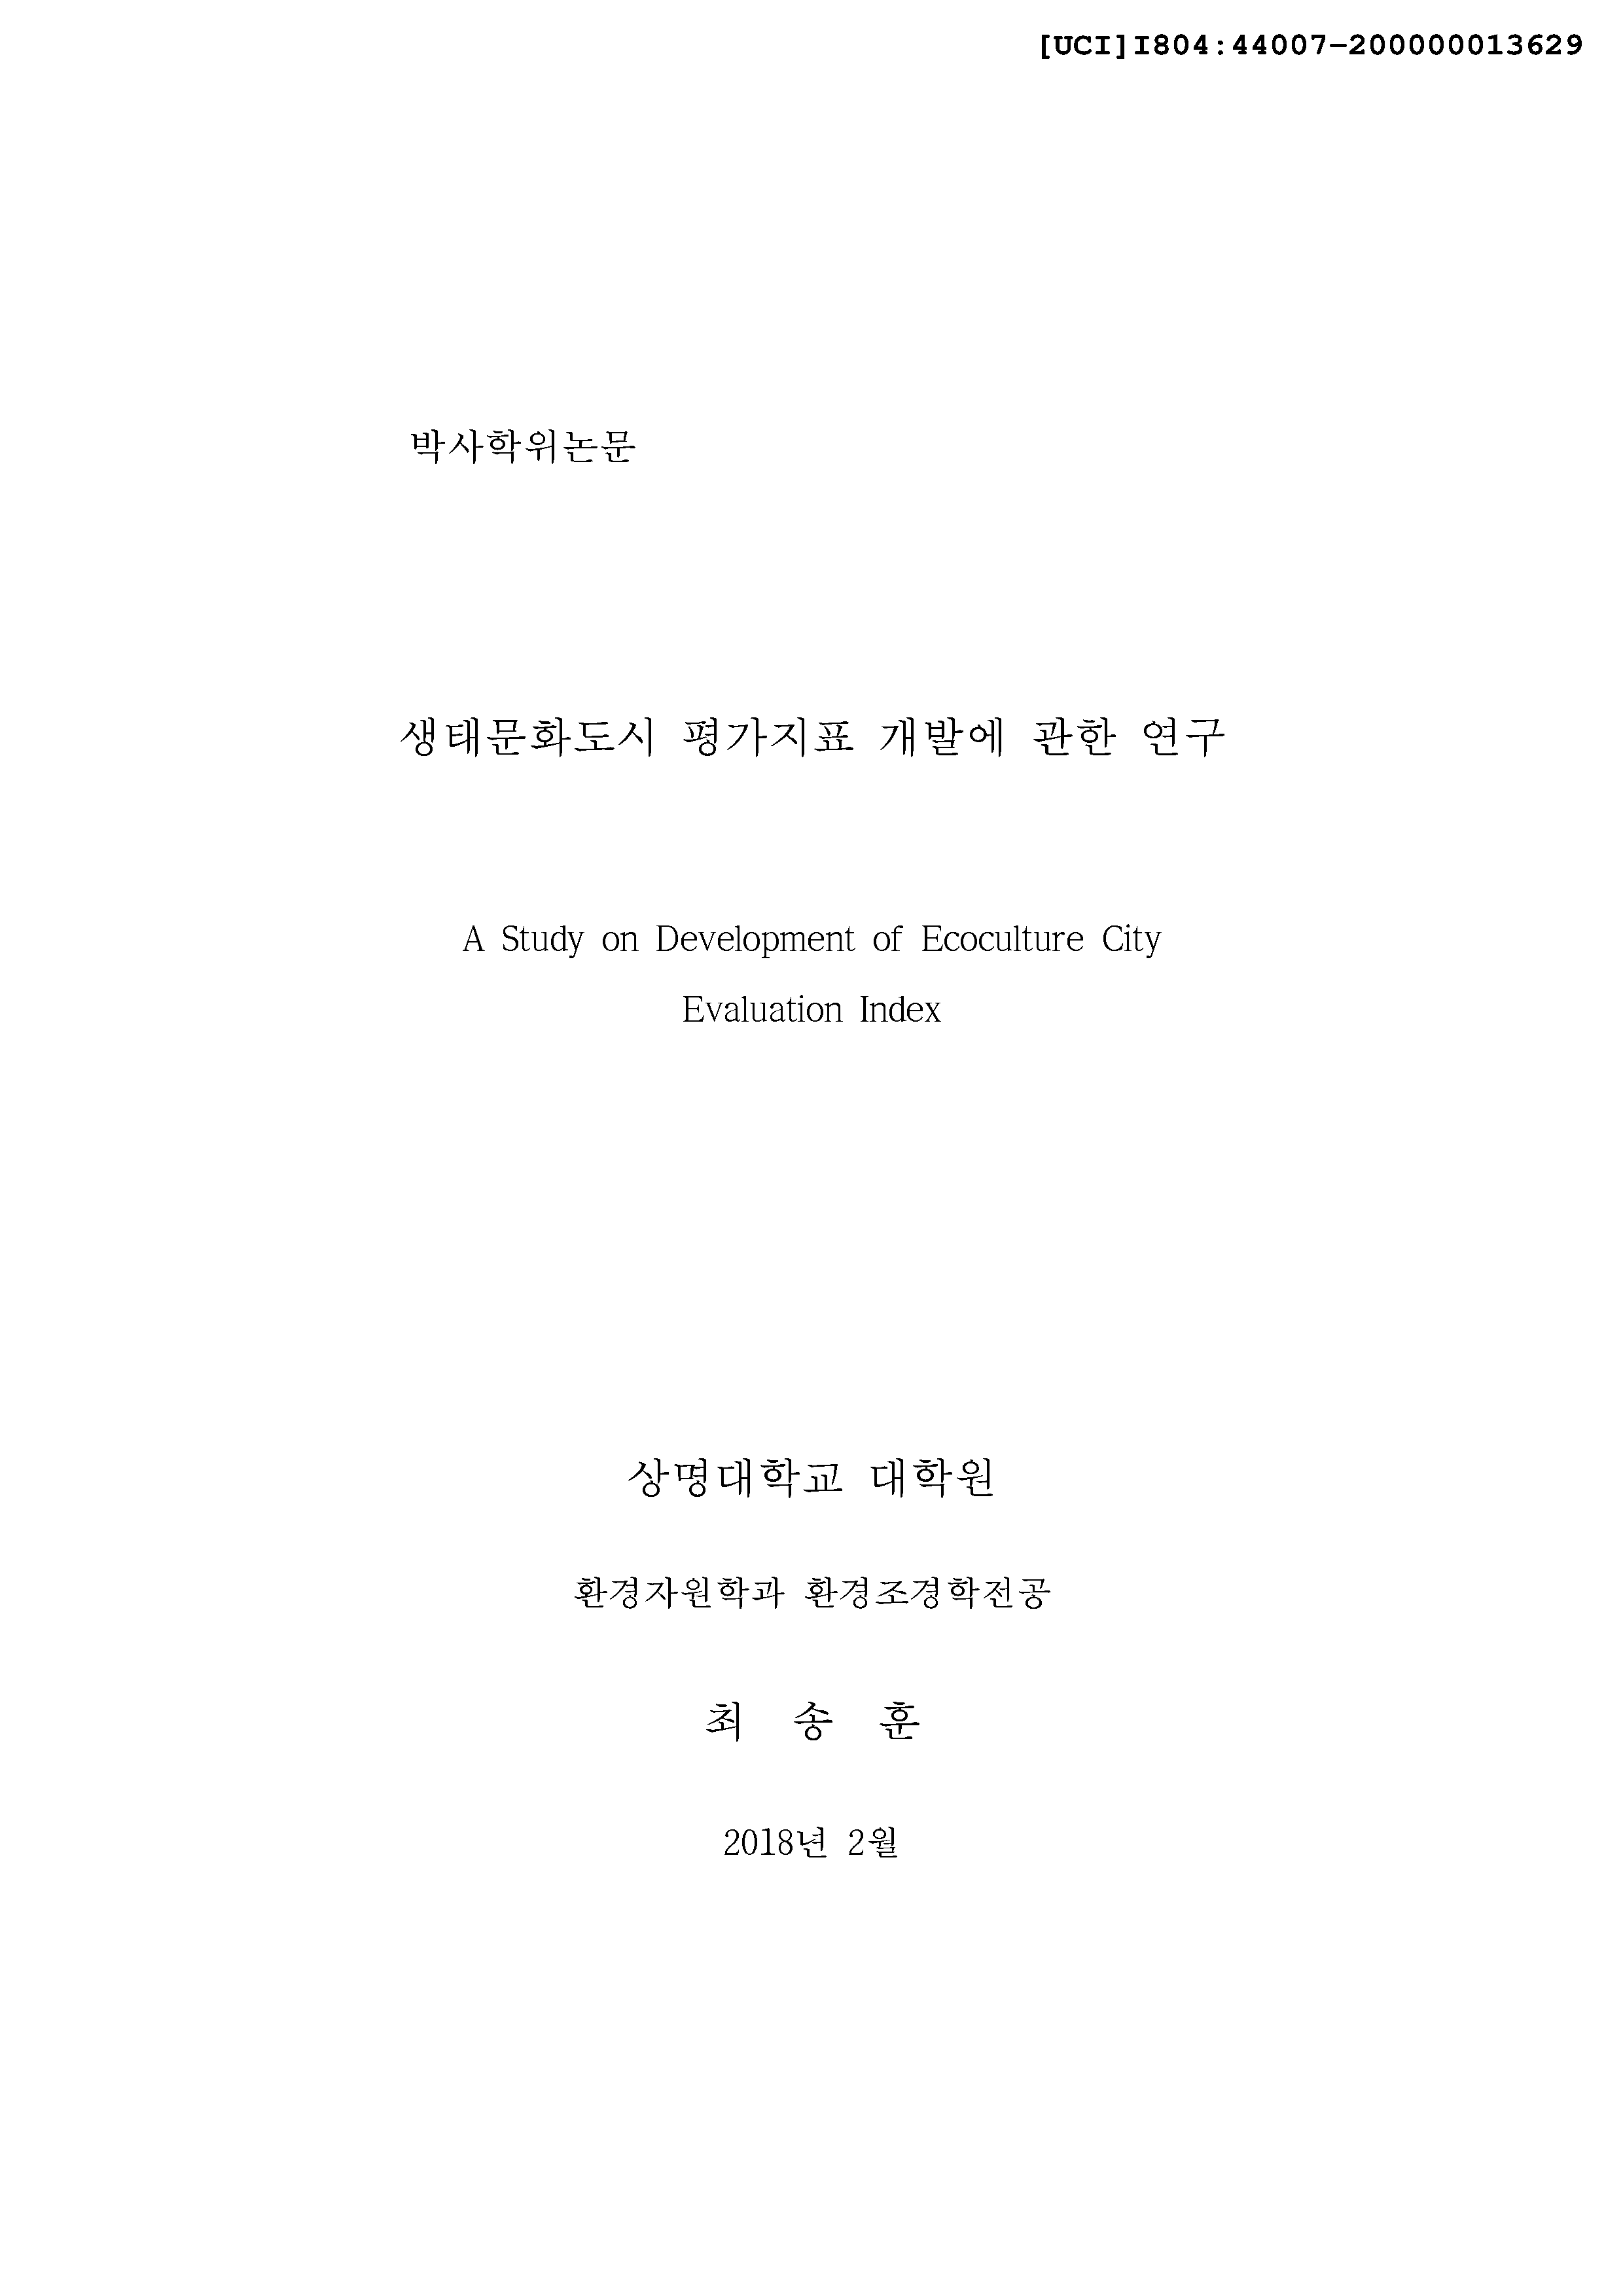 [UCI]I804:44007-200000013629
박사학위논문
생태문화도시 평가지표 개발에 관한 연구
A Study on Development of Ecoculture City
Evaluation Index
상명대학교 대학원
환경자원학과 환경조경학전공
최 송 훈
2018년 2월